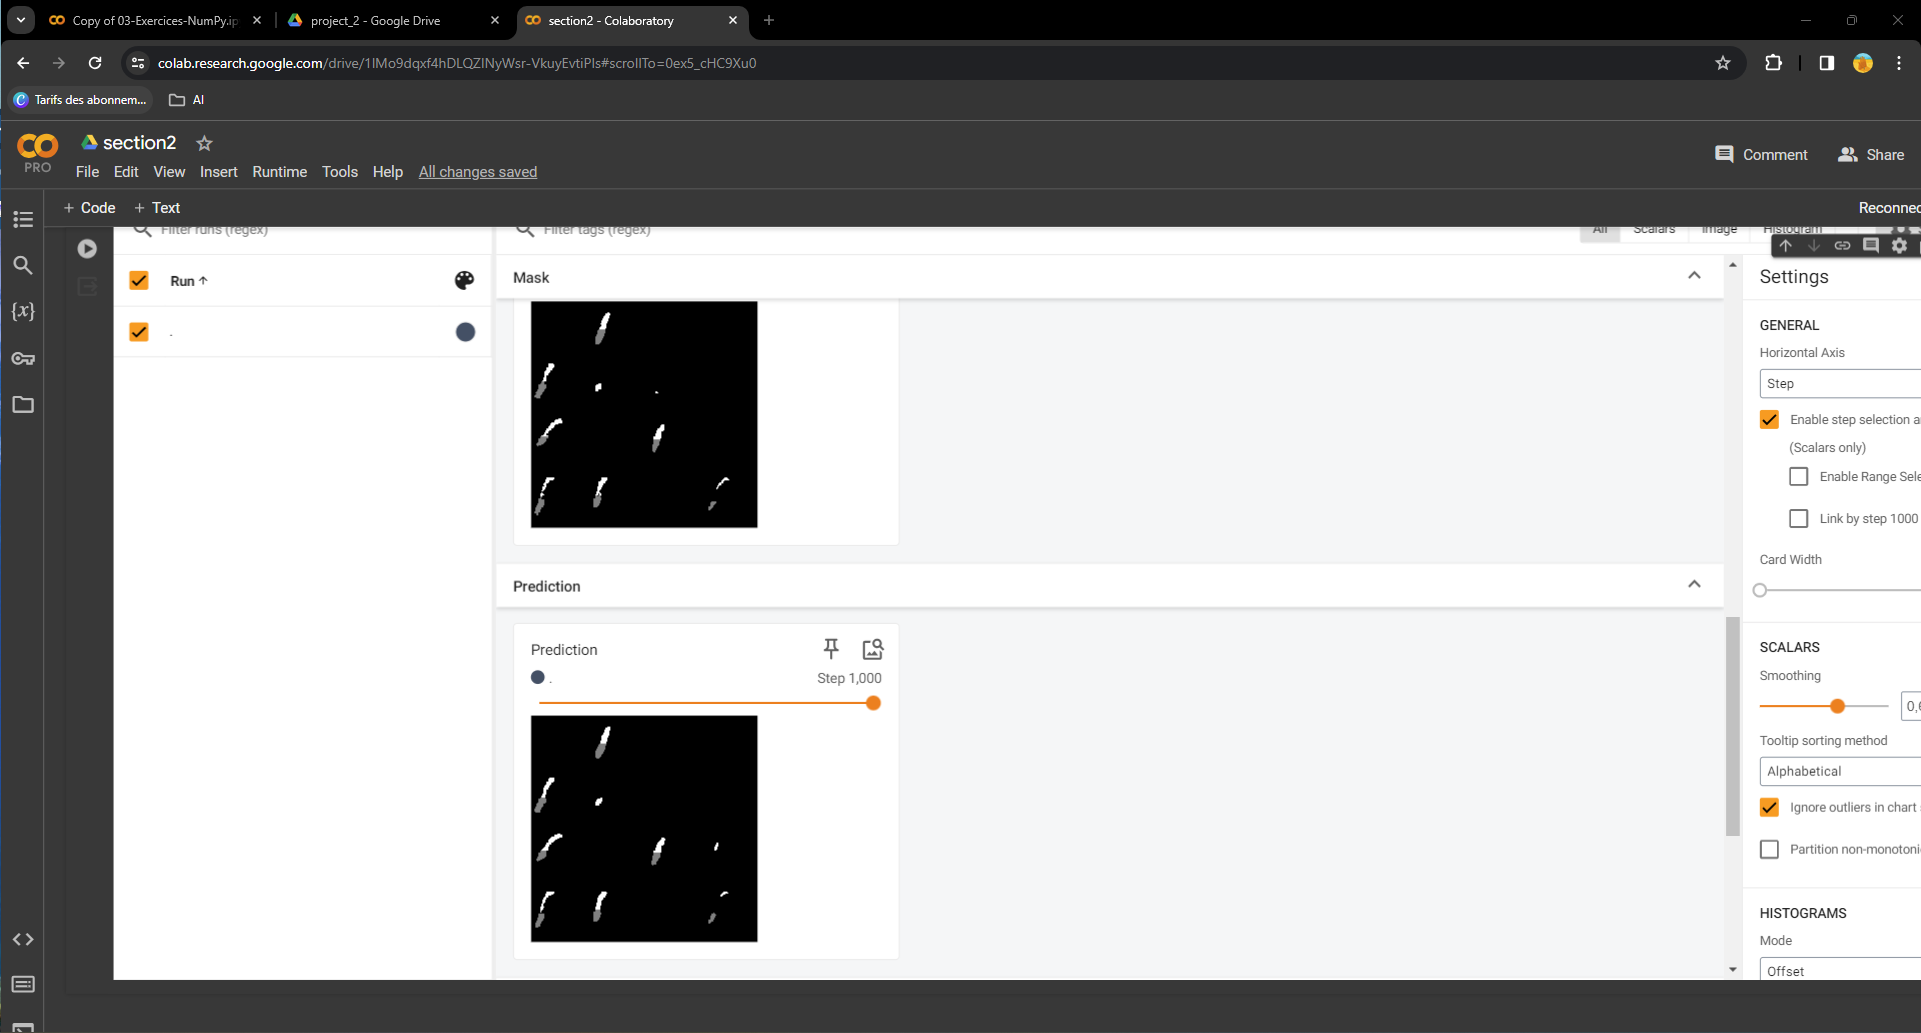 Copy of 03-Exercices-NumPy.ip
project_2 - Google Drive
section2 - Colaboratory
colab.research.google.com/drive/1IMo9dqxf4hDLQZlNyWsr-VkuyEvtiPIs#scrollTo=0ex5_cHC9Xu0
Tarifs des abonnem...
AI
PRO
section2
File Edit View Insert Runtime Tools Help All changes saved
Comment
Share
+ Code + Text
Reconnec
Filter runs (regex)
Filter tags (regex)
All Scalars Image Histogram
Run
.
Mask
Prediction
Prediction
.
Step 1,000
Settings
GENERAL
Horizontal Axis
Step
Enable step selection a
(Scalars only)
Enable Range Sele
Link by step 1000
Card Width
SCALARS
Smoothing
0,6
Tooltip sorting method
Alphabetical
Ignore outliers in chart
Partition non-monotoni
HISTOGRAMS
Mode
Offset